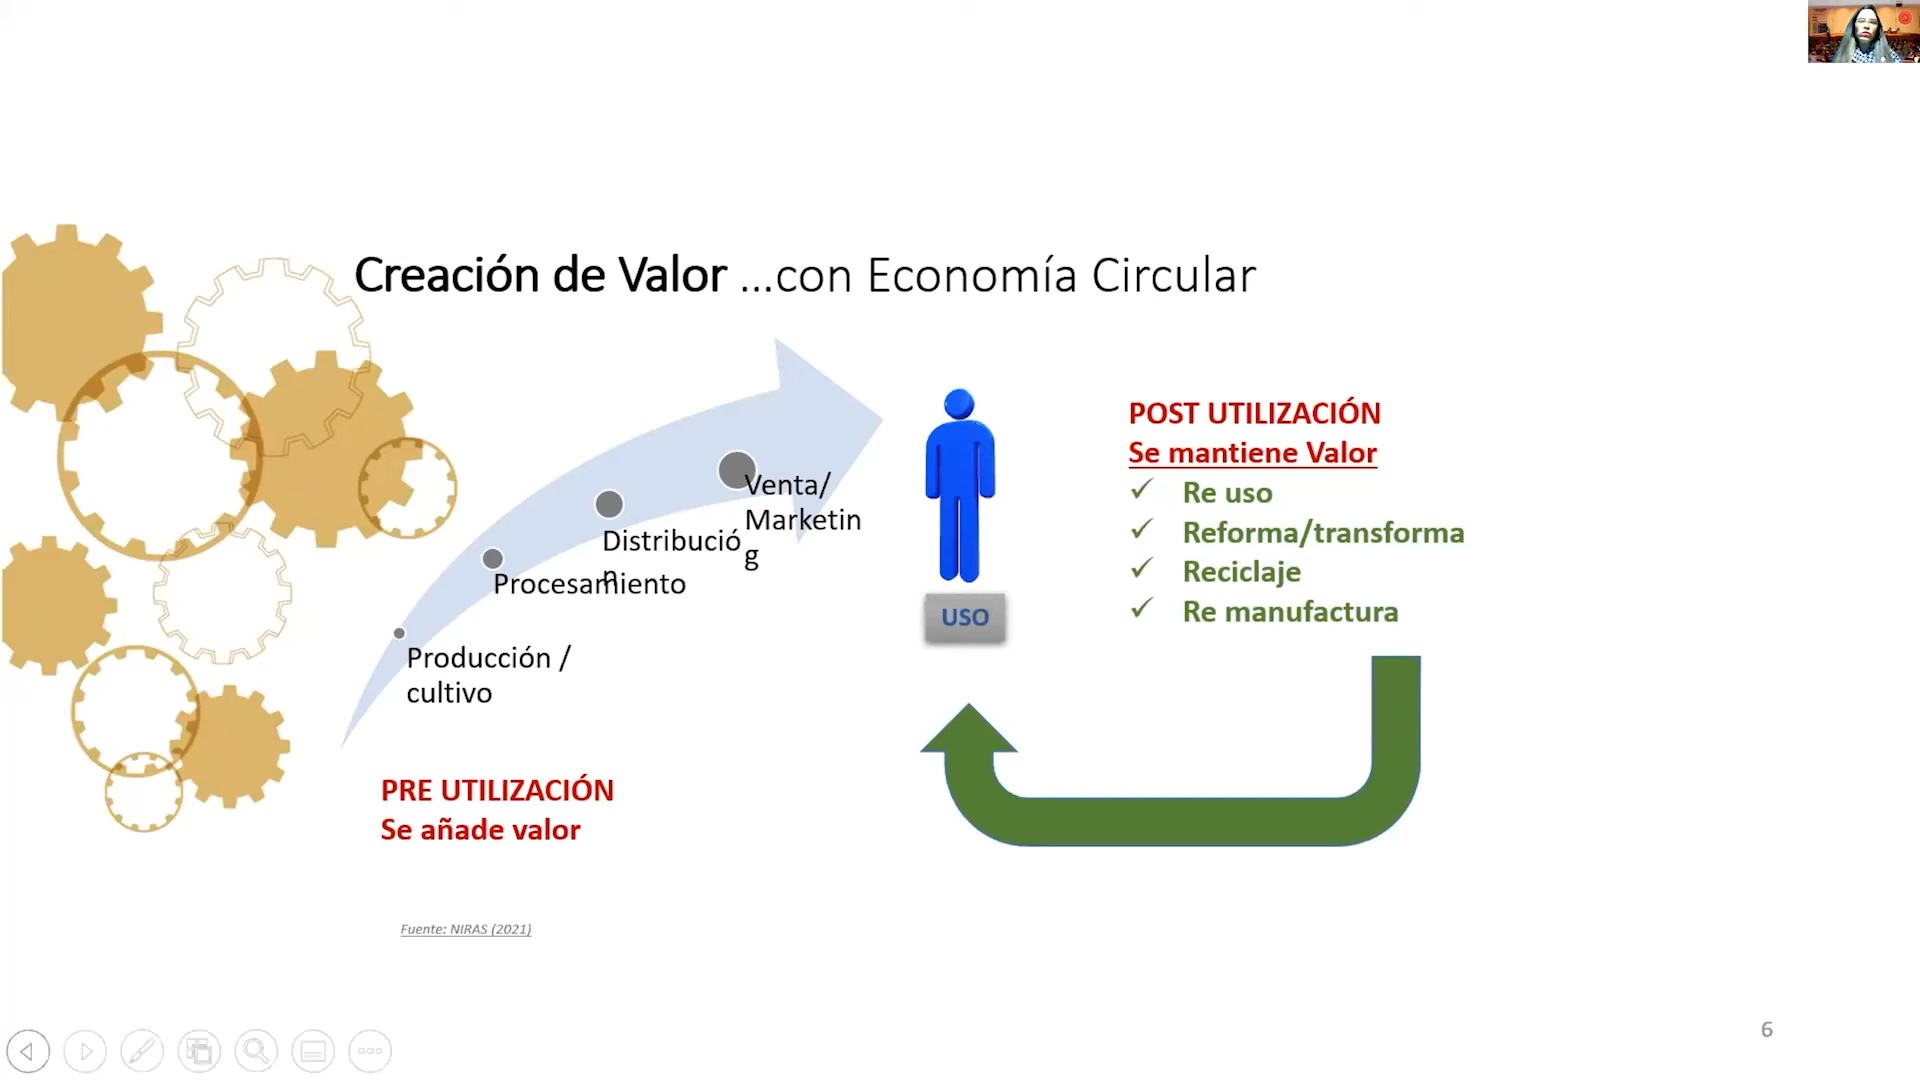 Creación de Valor ...con Economía Circular
Venta/
Marketin
g
Distribució
n
Procesamiento
Producción /
cultivo
PRE UTILIZACIÓN
Se añade valor
USO
POST UTILIZACIÓN
Se mantiene Valor
✓ Re uso
✓ Reforma/transforma
✓ Reciclaje
✓ Re manufactura
Fuente: NIRAS (2021)
6